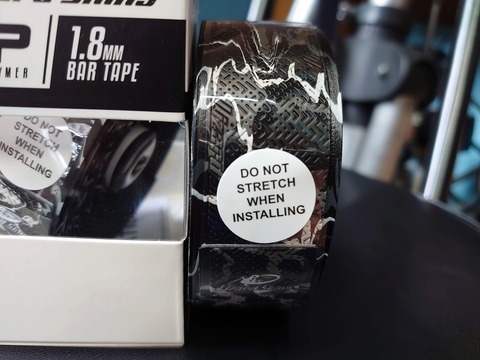 1.8MM
BAR TAPE
DO NOT
STRETCH
WHEN
INSTALLING
DO NOT
STRETCH
WHEN
INSTALLING